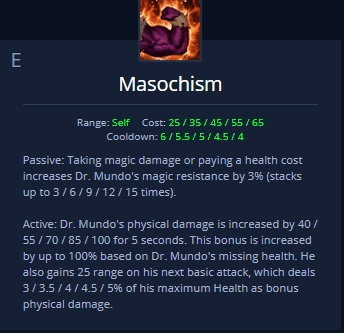 E
Masochism
Range: Self Cost: 25 / 35 / 45 / 55 / 65
Cooldown: 6 / 5.5 / 5 / 4.5 / 4
Passive: Taking magic damage or paying a health cost
increases Dr. Mundo's magic resistance by 3% (stacks
up to 3 / 6 / 9 / 12 / 15 times).
Active: Dr. Mundo's physical damage is increased by 40 /
55 / 70 / 85 / 100 for 5 seconds. This bonus is increased
by up to 100% based on Dr. Mundo's missing health. He
also gains 25 range on his next basic attack, which deals
3 / 3.5 / 4 / 4.5 / 5% of his maximum Health as bonus
physical damage.